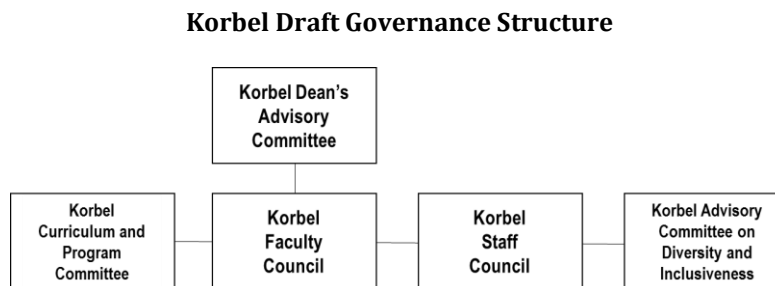 Korbel Draft Governance Structure
Korbel Dean's
Advisory
Committee
Korbel
Curriculum and
Program
Committee
Korbel
Faculty
Council
Korbel
Staff
Council
Korbel Advisory
Committee on
Diversity and
Inclusiveness